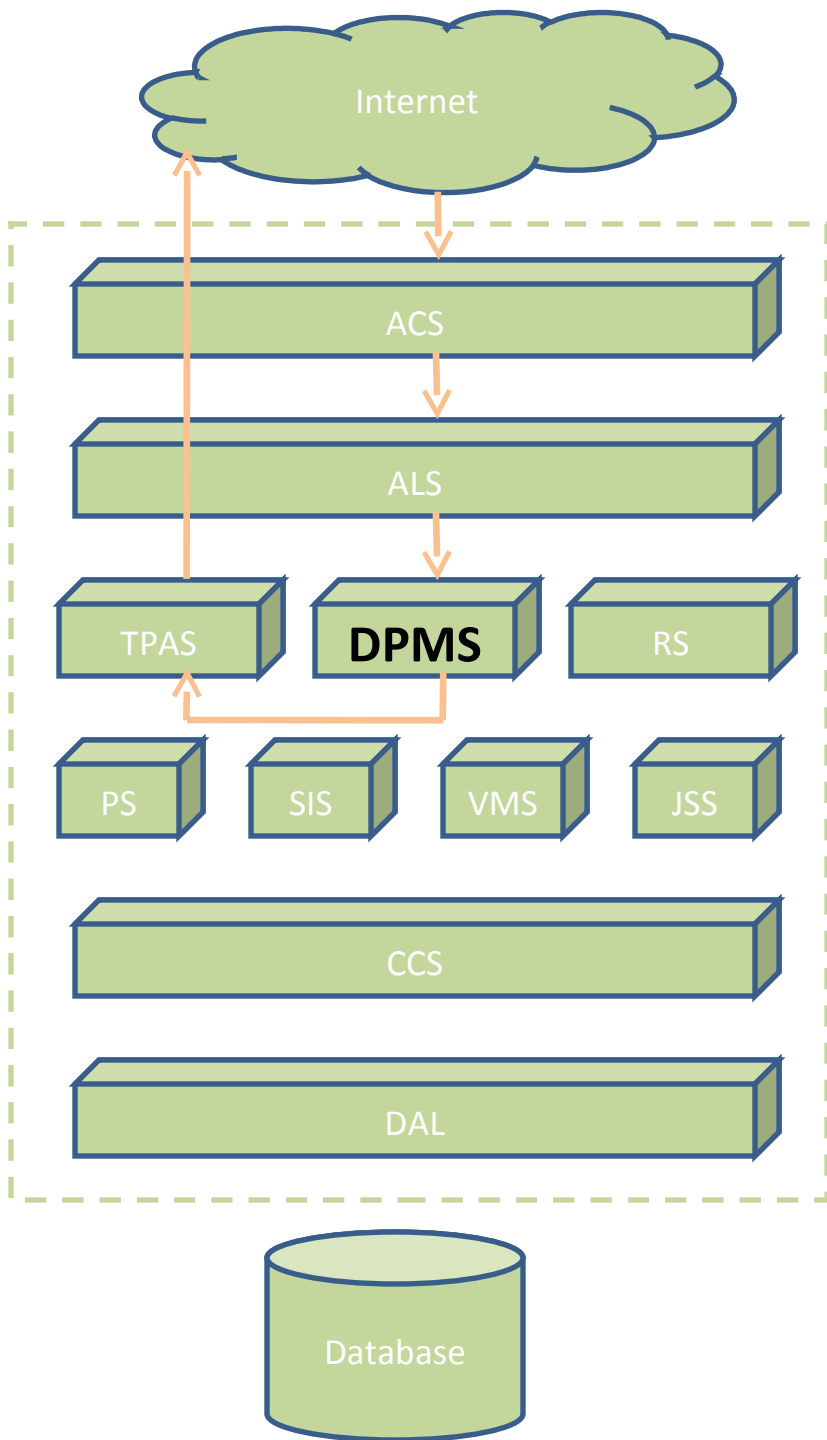 Internet
ACS
ALS
TPAS
DPMS
RS
PS
SIS
VMS
JSS
CCS
DAL
Database